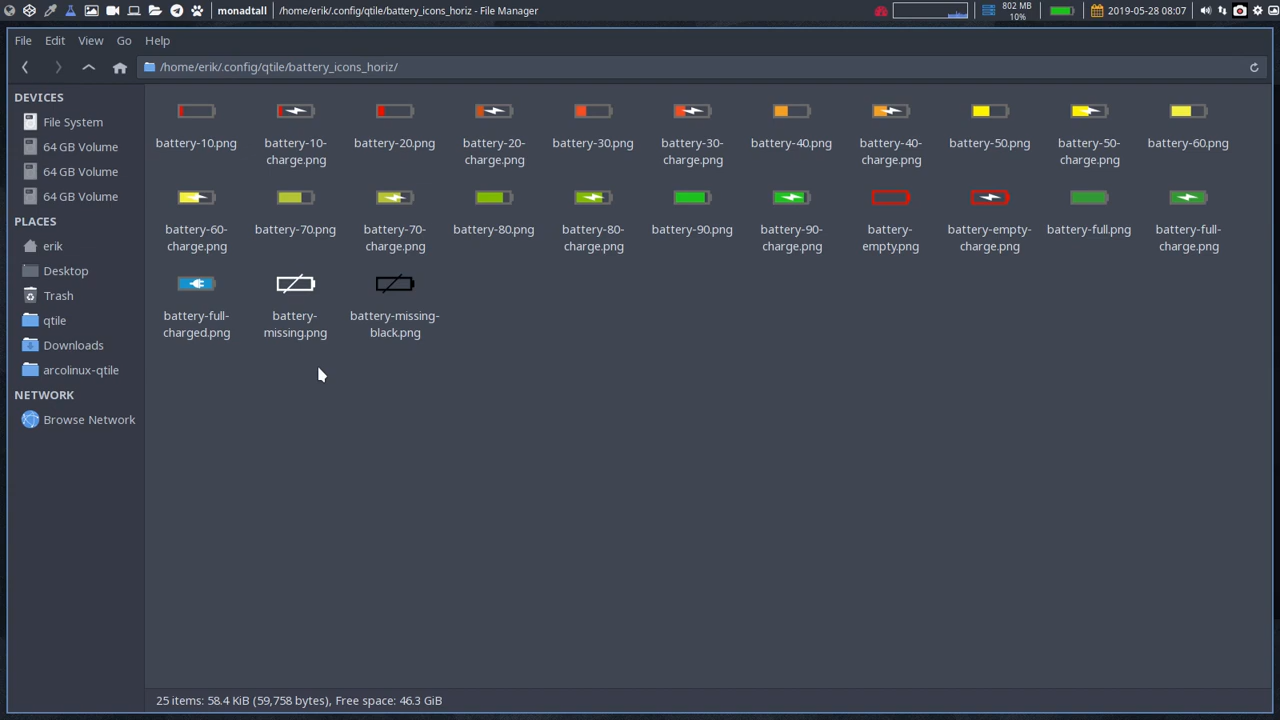 monadtall /home/erik/.config/qtile/battery_icons_horiz - File Manager 802 MB 2019-05-28 08:07
10%
File Edit View Go Help
/home/erik/.config/qtile/battery_icons_horiz/
DEVICES
File System
64 GB Volume
64 GB Volume
64 GB Volume
PLACES
erik
Desktop
Trash
qtile
Downloads
arcolinux-qtile
NETWORK
Browse Network
battery-10.png
battery-10-
charge.png
battery-20.png
battery-20-
charge.png
battery-30.png
battery-30-
charge.png
battery-40.png
battery-40-
charge.png
battery-50.png
battery-50-
charge.png
battery-60.png
battery-60-
charge.png
battery-70.png
battery-70-
charge.png
battery-80.png
battery-80-
charge.png
battery-90.png
battery-90-
charge.png
battery-
empty.png
battery-empty-
charge.png
battery-full.png
battery-full-
charge.png
battery-full-
charged.png
battery-
missing.png
battery-missing-
black.png
25 items: 58.4 KiB (59,758 bytes), Free space: 46.3 GiB